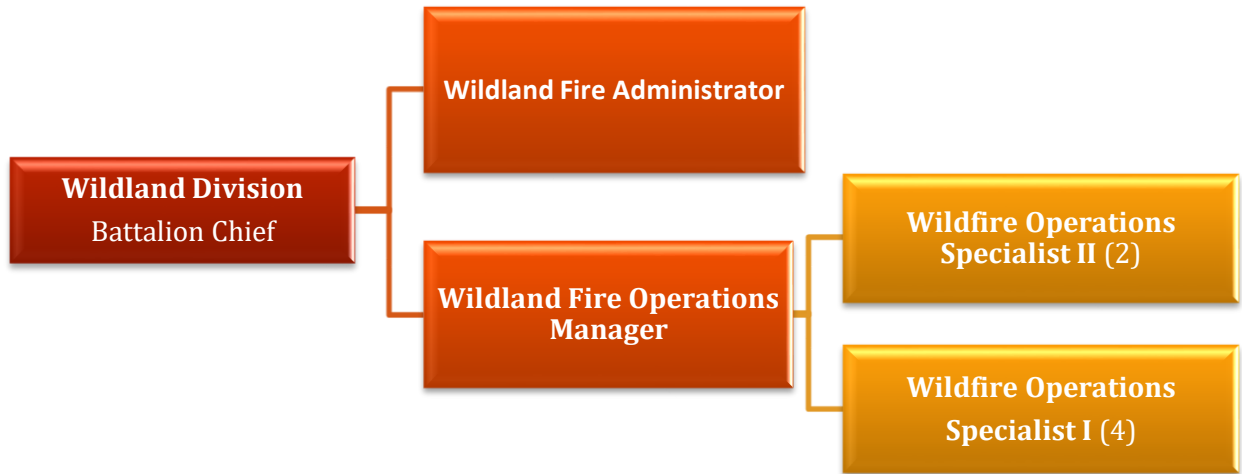 Wildland Fire Administrator
Wildland Division
Battalion Chief
Wildland Fire Operations
Manager
Wildfire Operations
Specialist II (2)
Wildfire Operations
Specialist I (4)